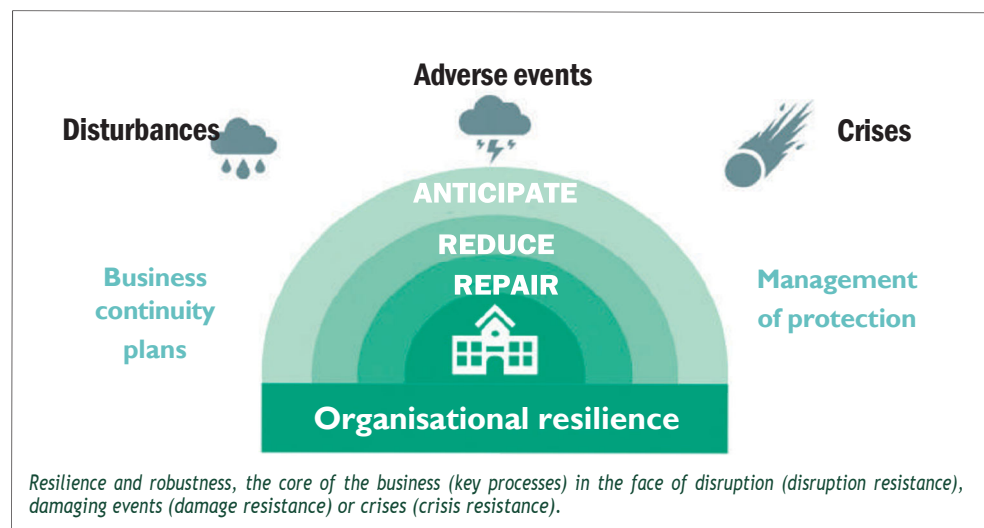 Adverse events
Disturbances
Crises
ANTICIPATE
REDUCE
REPAIR
Business
continuity
plans
Management
of protection
Organisational resilience
Resilience and robustness, the core of the business (key processes) in the face of disruption (disruption resistance),
damaging events (damage resistance) or crises (crisis resistance).